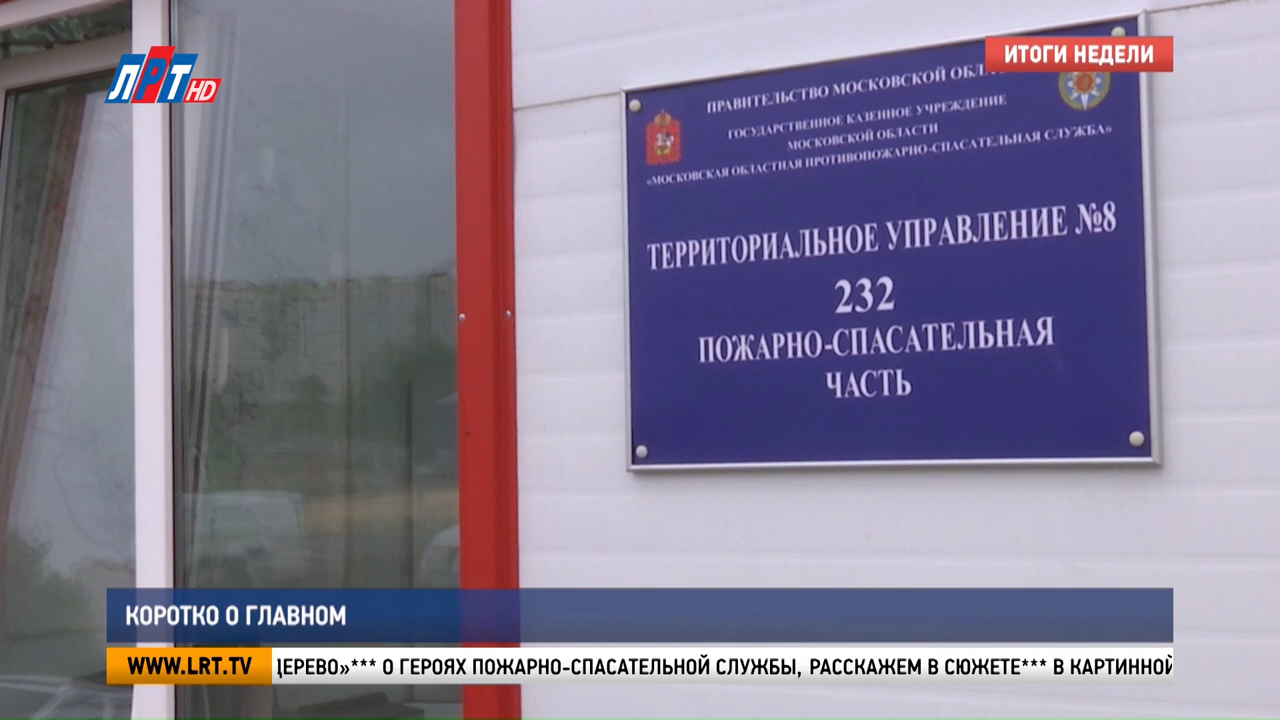 ЛРТ HD
ИТОГИ НЕДЕЛИ
ПРАВИТЕЛЬСТВО МОСКОВСКОЙ
ГОСУДАРСТВЕННОЕ КАЗЕННОЕ УЧРЕЖДЕНИЕ
МОСКОВСКОЙ ОБЛАСТИ
«МОСКОВСКАЯ ОБЛАСТНАЯ ПРОТИВОПОЖАРНО-СПАСАТЕЛЬНАЯ СЛУЖБА»
ТЕРРИТОРИАЛЬНОЕ УПРАВЛЕНИЕ №8
232
ПОЖАРНО-СПАСАТЕЛЬНАЯ
ЧАСТЬ
КОРОТКО О ГЛАВНОМ
WWW.LRT.TV ДЕРЕВО»*** О ГЕРОЯХ ПОЖАРНО-СПАСАТЕЛЬНОЙ СЛУЖБЫ, РАССКАЖЕМ В СЮЖЕТЕ*** В КАРТИННОЙ